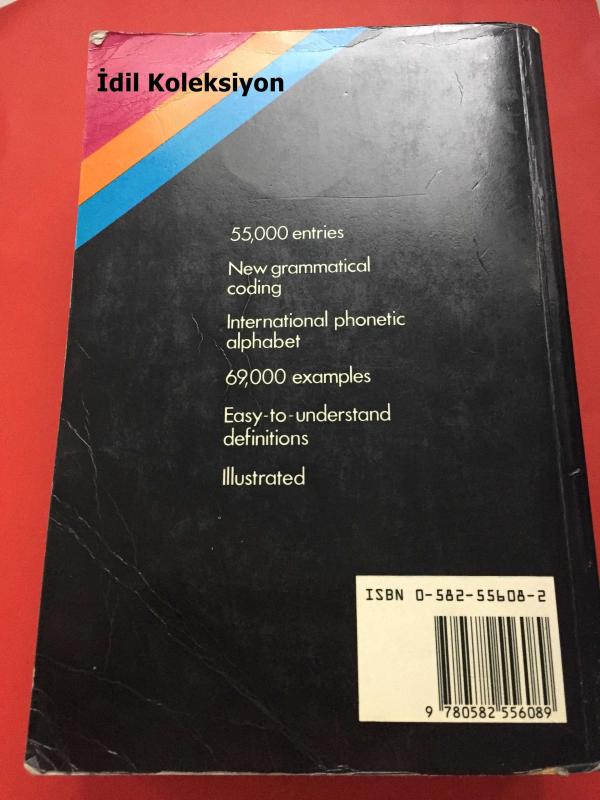 İdil Koleksiyon
55,000 entries
New grammatical
coding
International phonetic
alphabet
69,000 examples
Easy-to-understand
definitions
Illustrated
ISBN 0-582-55608-2
9 780582 556089